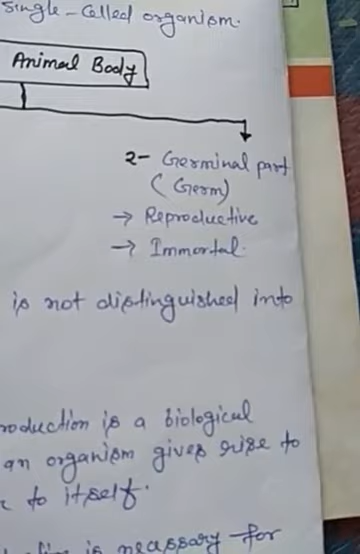 Single-Celled organism.
Animal Body
2- Germinal part
(Germ)
→ Reproductive
→ Immortal.
is not distinguished into
roduction is a biological
an organism gives rise to
to itself.
is necessary for